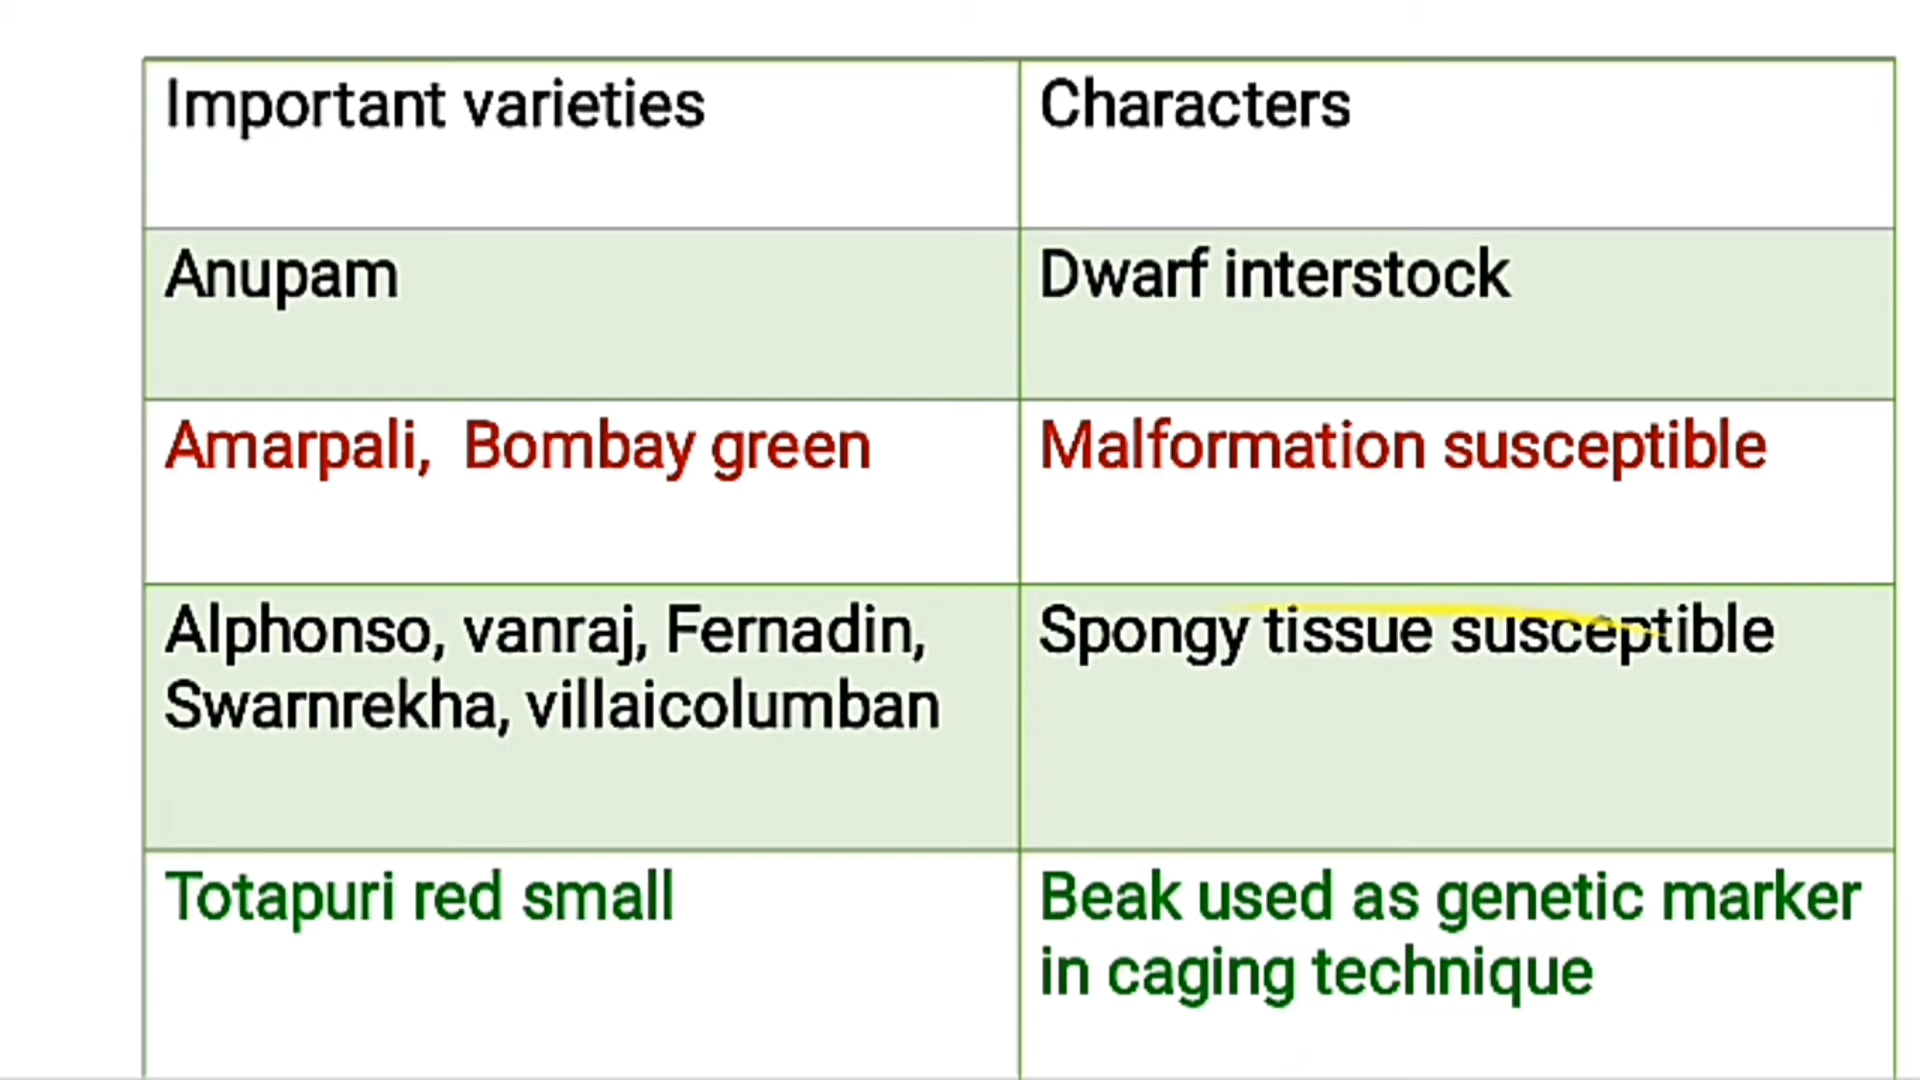 Important varieties
Characters
Anupam
Dwarf interstock
Amarpali, Bombay green
Malformation susceptible
Alphonso, vanraj, Fernadin,
Swarnrekha, villaicolumban
Spongy tissue susceptible
Totapuri red small
Beak used as genetic marker
in caging technique